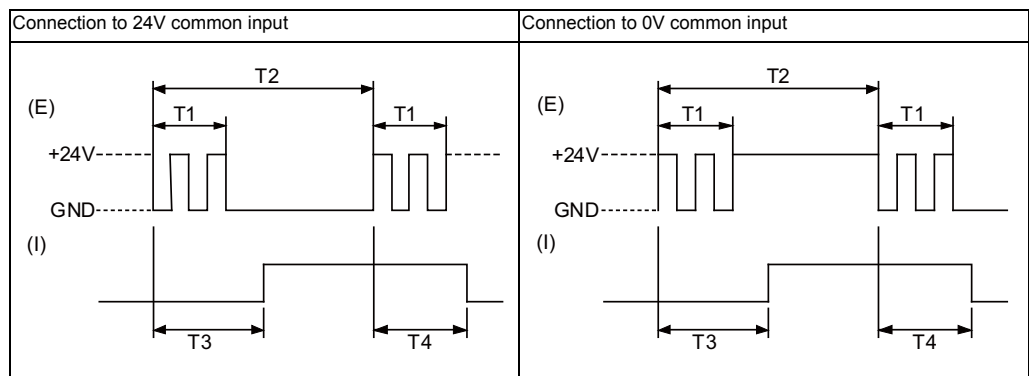 Connection to 24V common input
Connection to 0V common input
T2
(E)
T1
T1
+24V
GND
(I)
T3
T4
T2
(E)
T1
T1
+24V
GND
(I)
T3
T4